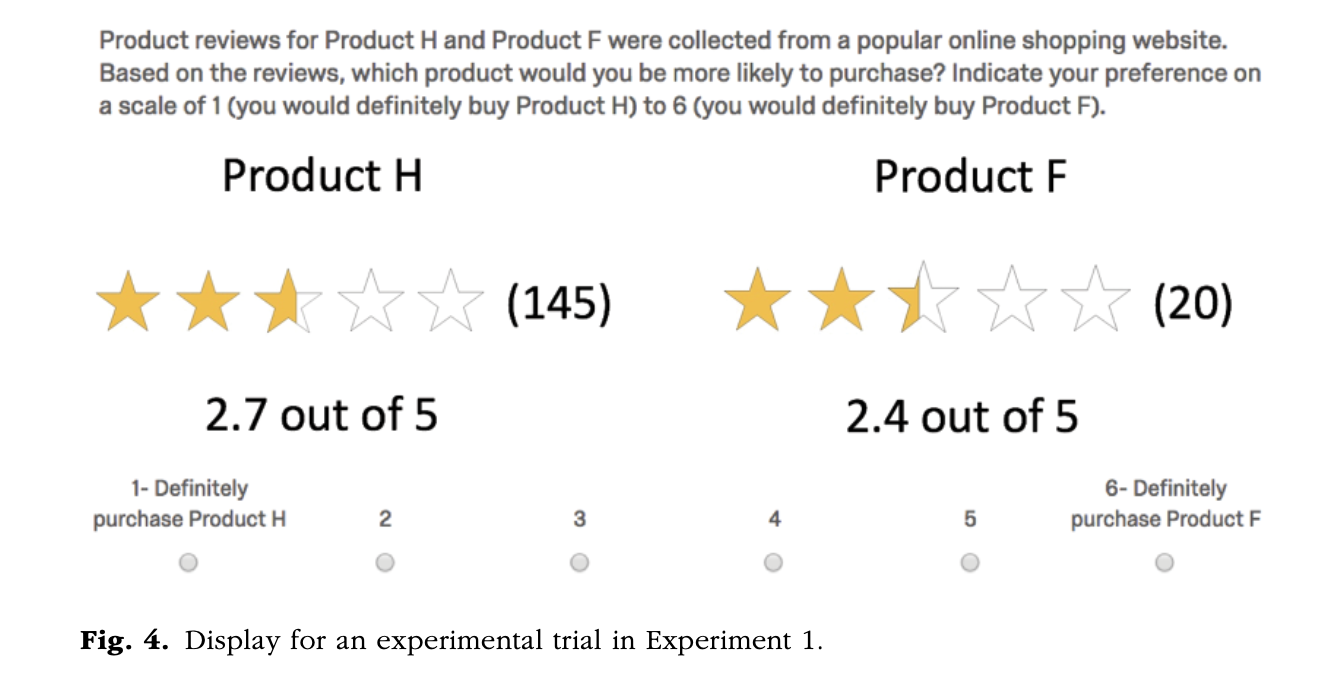 Product reviews for Product H and Product F were collected from a popular online shopping website.
Based on the reviews, which product would you be more likely to purchase? Indicate your preference on
a scale of 1 (you would definitely buy Product H) to 6 (you would definitely buy Product F).
Product H
Product F
(145)
(20)
2.7 out of 5
2.4 out of 5
1- Definitely
purchase Product H
2
3
4
5
6- Definitely
purchase Product F
Fig. 4. Display for an experimental trial in Experiment 1.